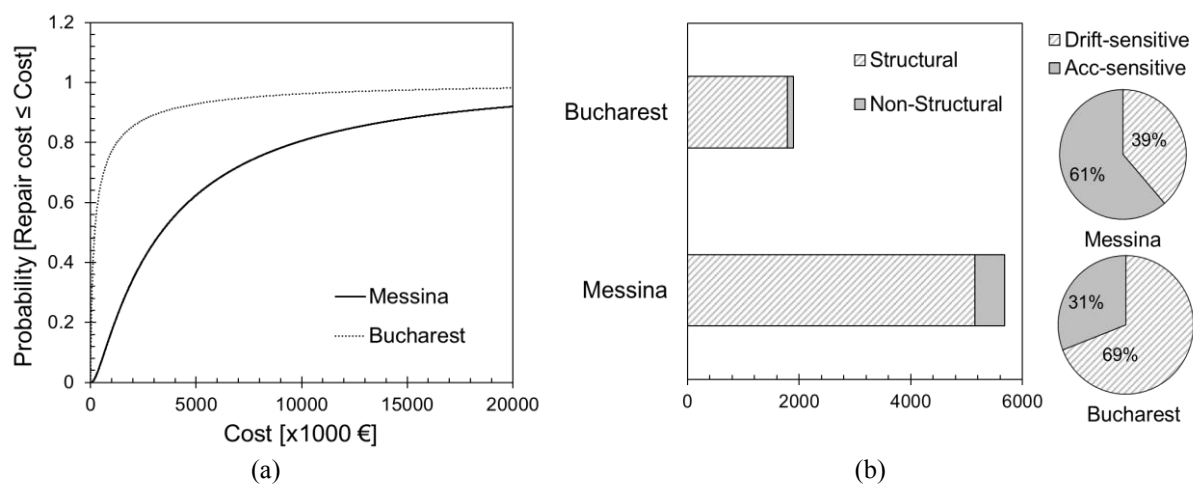 1.2
1
0.8
0.6
0.4
0.2
0
Probability [Repair cost ≤ Cost]
Messina
Bucharest
0 5000 10000 15000 20000
Cost [x1000 €]
(a)
Structural
Non-Structural
Bucharest
Messina
0 2000 4000 6000
(b)
Drift-sensitive
Acc-sensitive
39%
61%
Messina
31%
69%
Bucharest